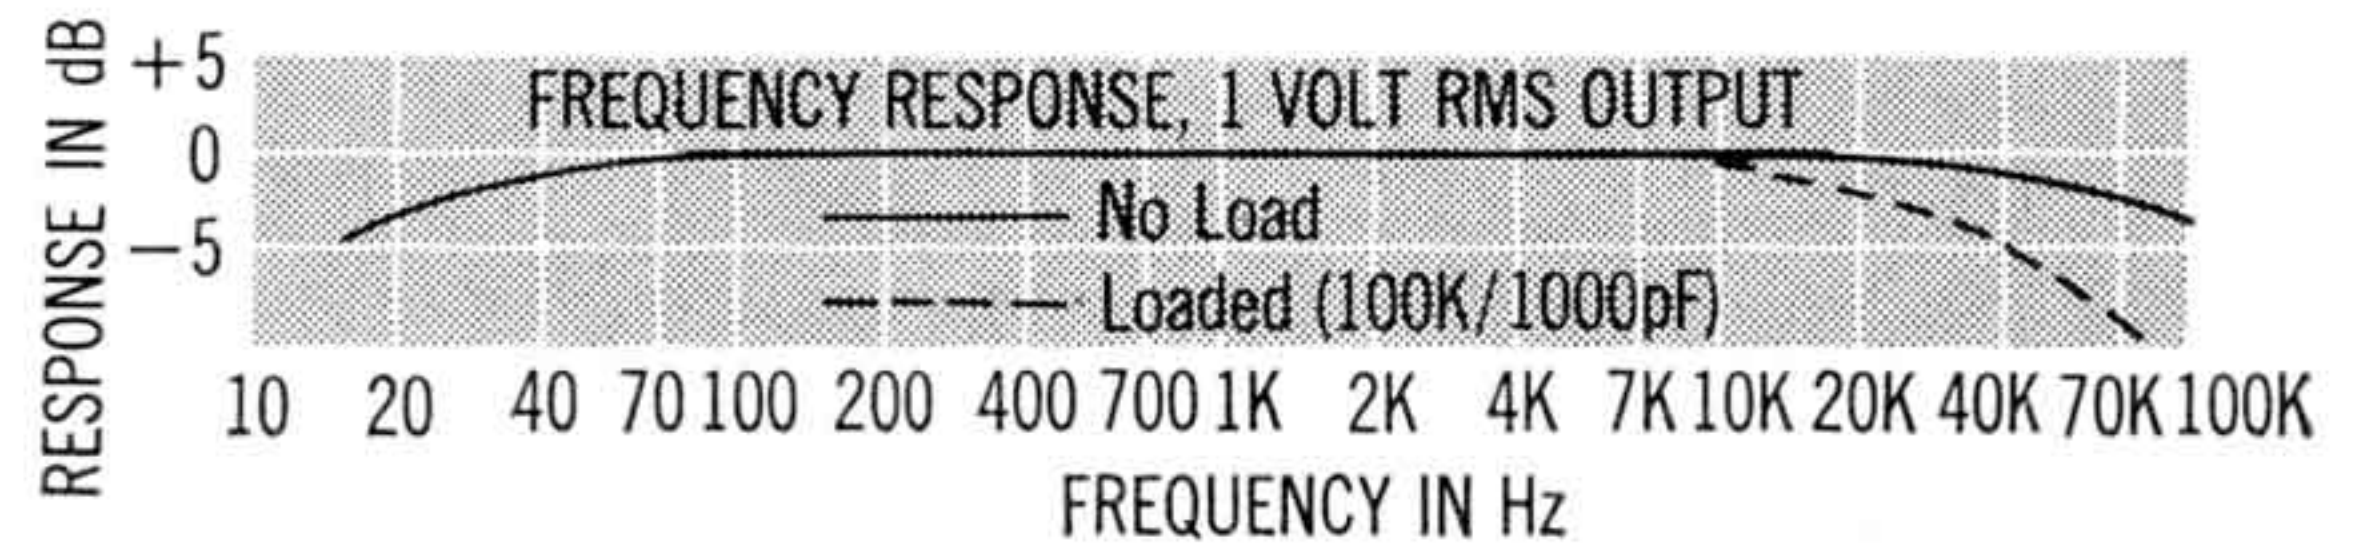 RESPONSE IN dB
+5
0
−5
FREQUENCY RESPONSE, 1 VOLT RMS OUTPUT
No Load
Loaded (100K/1000pF)
10 20 40 70 100 200 400 700 1K 2K 4K 7K 10K 20K 40K 70K 100K
FREQUENCY IN Hz